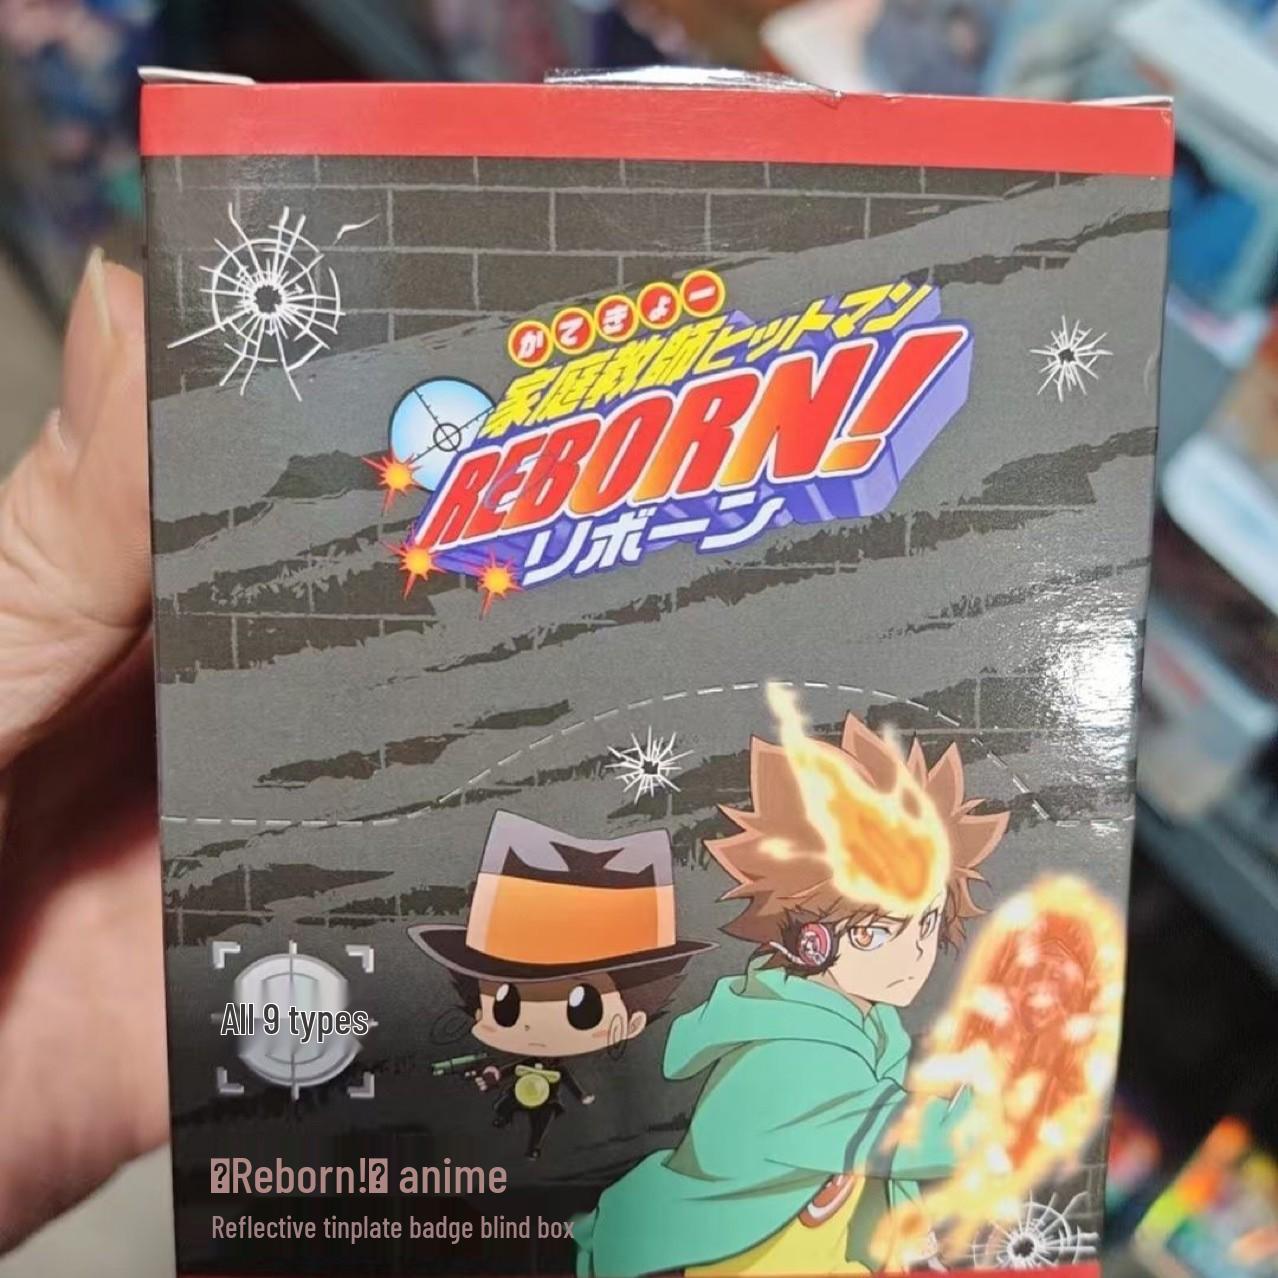 かてきょー
家庭教師ヒットマン
REBORN!
リボーン
All 9 types
Reborn! anime
Reflective tinplate badge blind box